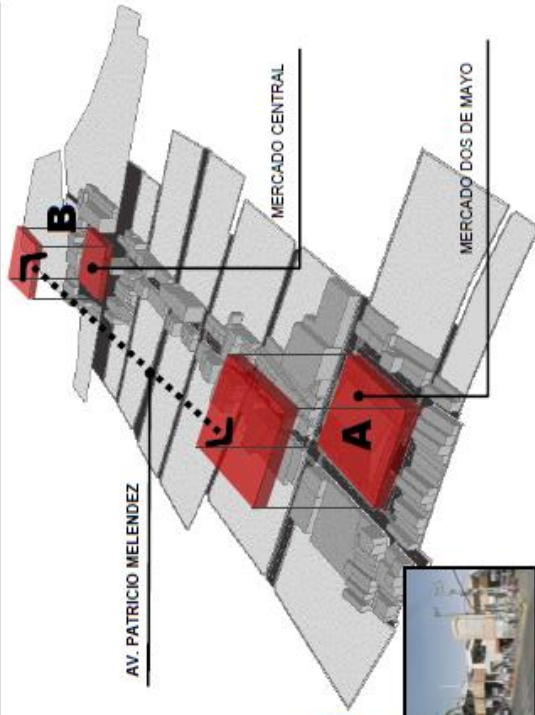 AV. PATRICIO MELENDEZ
MERCADO CENTRAL
MERCADO DOS DE MAYO
B
A